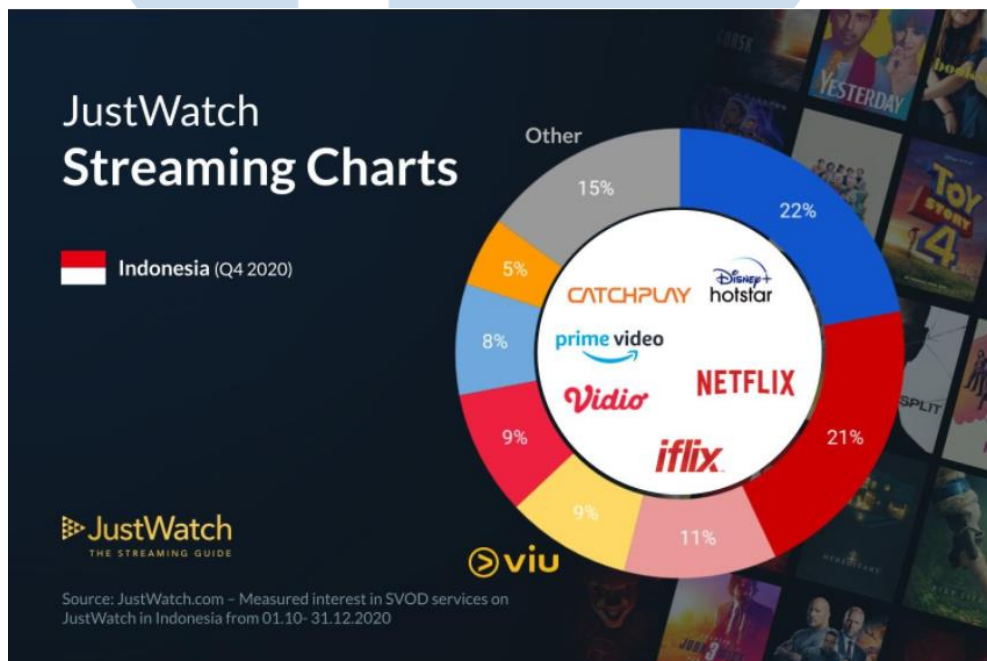 JustWatch
Streaming Charts
Indonesia (Q4 2020)
Other
15%
22%
5%
8%
9%
9%
11%
21%
CATCHPLAY
Disney+
hotstar
prime video
NETFLIX
Vidio
iflix
viu
JustWatch
THE STREAMING GUIDE
Source: JustWatch.com – Measured interest in SVOD services on
JustWatch in Indonesia from 01.10- 31.12.2020
YESTERDAY
TOY
STORY
4
SPLIT
HEREDITARY